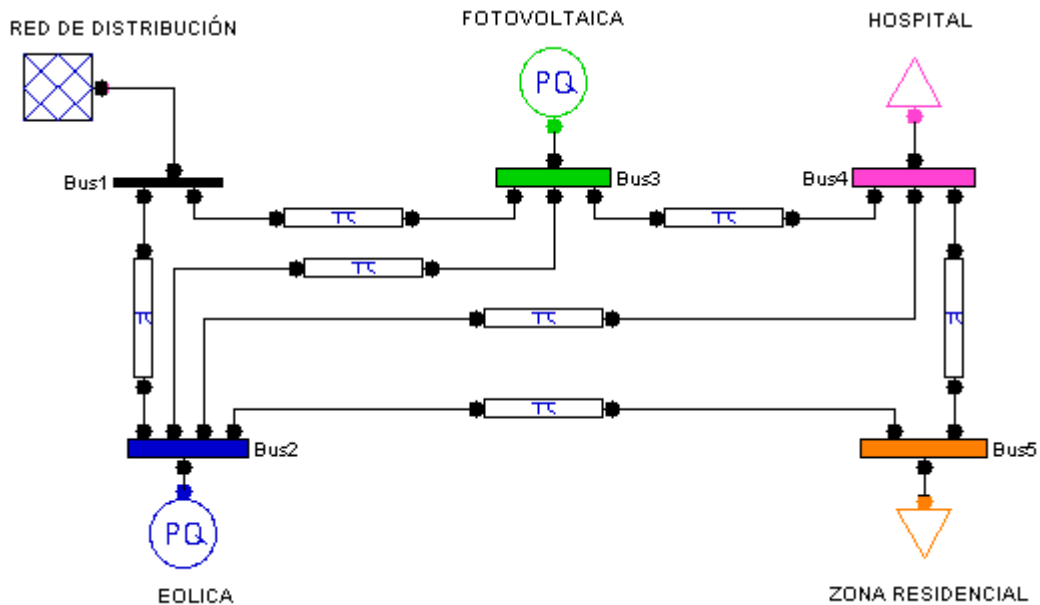 FOTOVOLTAICA
HOSPITAL
RED DE DISTRIBUCIÓN
PQ
Bus1
Bus3
Bus4
π
π
π
π
π
π
π
Bus2
Bus5
PQ
EOLICA
ZONA RESIDENCIAL